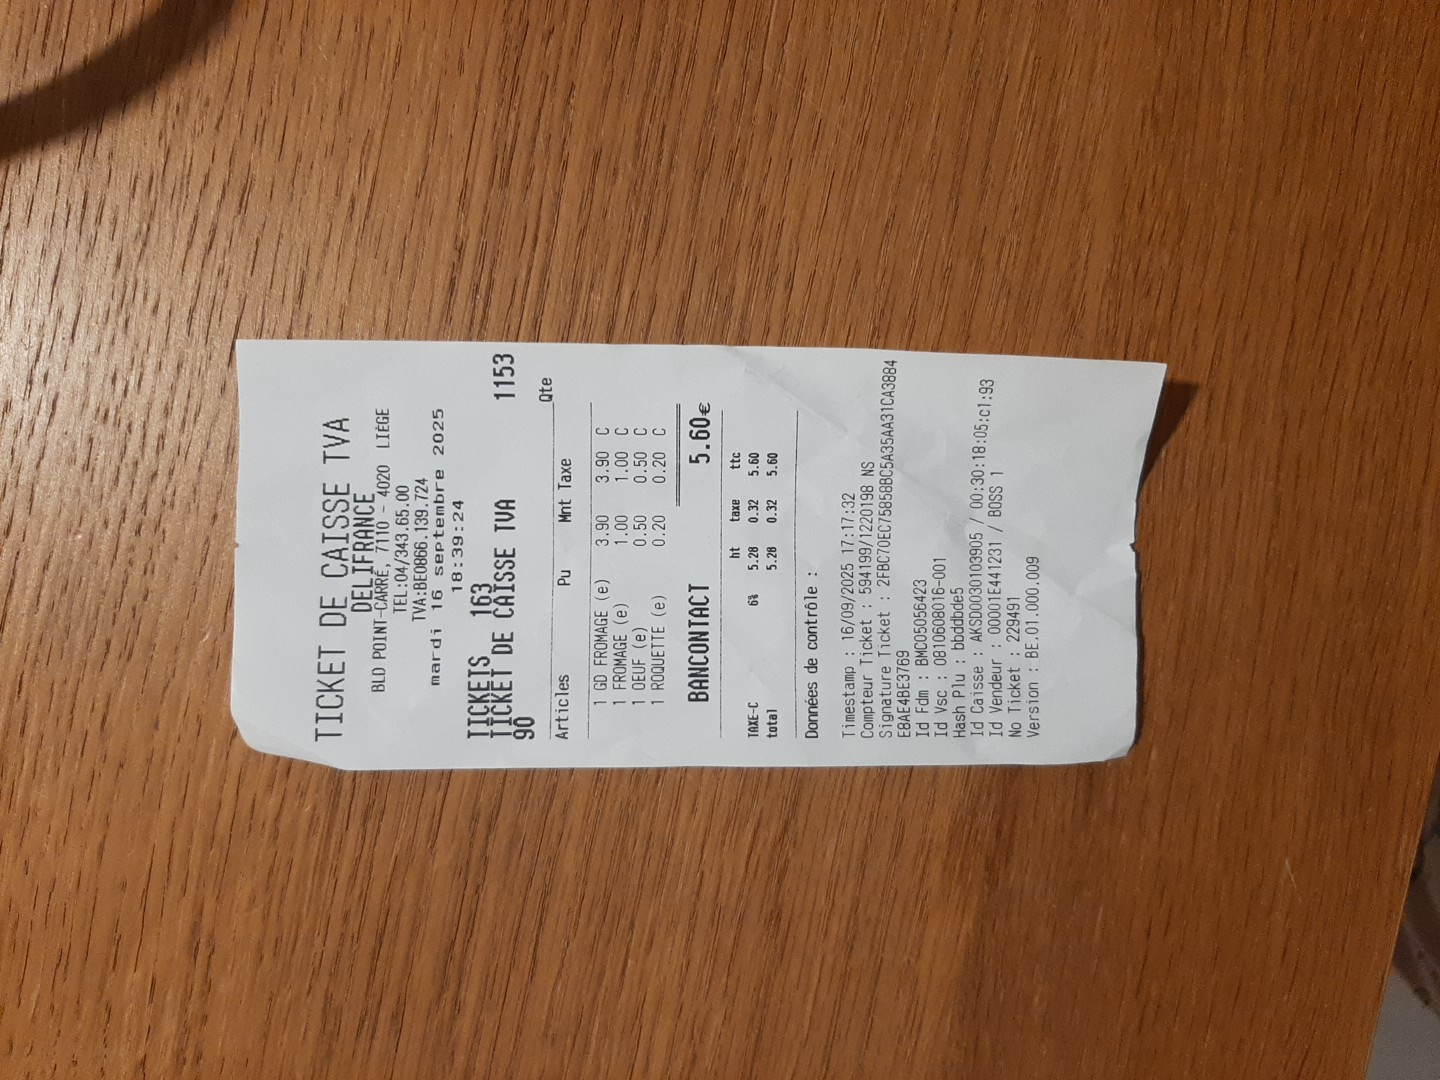 TICKET DE CAISSE TVA
DELIFRANCE
BLD POINT-CARRÉ, 7110 - 4020 LIEGE
TEL:04/343.65.00
TVA:BE0866.139.724
mardi 16 septembre 2025
18:39:24
TICKETS 163
TICKET DE CAISSE TVA 1153
90
Qte
Articles Pu Mnt Taxe
1 GD FROMAGE (e) 3.90 3.90 C
1 FROMAGE (e) 1.00 1.00 C
1 OEUF (e) 0.50 0.50 C
1 ROQUETTE (e) 0.20 0.20 C
BANCONTACT 5.60€
ht taxe ttc
TAXE-C 6% 5.28 0.32 5.60
total 5.28 0.32 5.60
Données de contrôle :
Timestamp : 16/09/2025 17:17:32
Compteur Ticket : 594199/1220198 NS
Signature Ticket : 2FBC70EC75858BC5A35AA31CA3884
E8AE4BE3769
Id Fdm : BMC05056423
Id Vsc : 0810608016-001
Hash Plu : bbddbde5
Id Caisse : AKSD0030103905 / 00:30:18:05:c1:93
Id Vendeur : 00001E441231 / BOSS 1
No Ticket : 229491
Version : BE.01.000.009